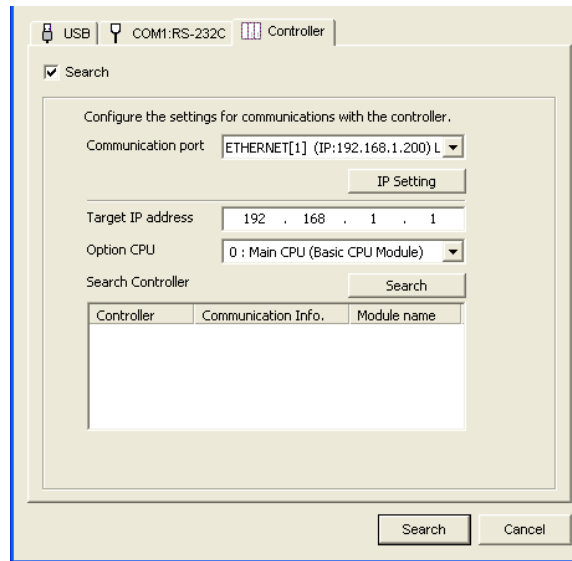 USB COM1:RS-232C Controller
Search
Configure the settings for communications with the controller.
Communication port ETHERNET[1] (IP:192.168.1.200) L
IP Setting
Target IP address 192 . 168 . 1 . 1
Option CPU 0 : Main CPU (Basic CPU Module)
Search Controller Search
Controller Communication Info. Module name
Search Cancel